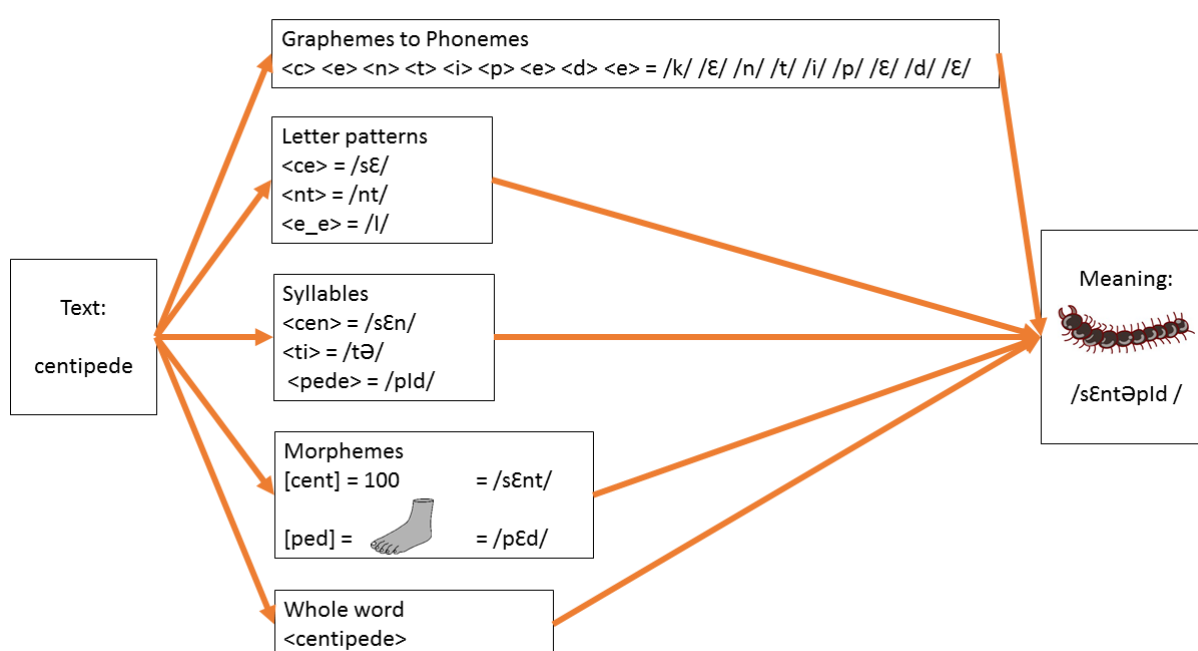 Graphemes to Phonemes
<c> <e> <n> <t> <i> <p> <e> <d> <e> = /k/ /Ɛ/ /n/ /t/ /i/ /p/ /Ɛ/ /d/ /Ɛ/
Letter patterns
<ce> = /sƐ/
<nt> = /nt/
<e_e> = /I/
Text:
centipede
Syllables
<cen> = /sƐn/
<ti> = /tƏ/
<pede> = /pId/
Morphemes
[cent] = 100 = /sƐnt/
[ped] = = /pƐd/
Whole word
<centipede>
Meaning:
/sƐntƏpId /